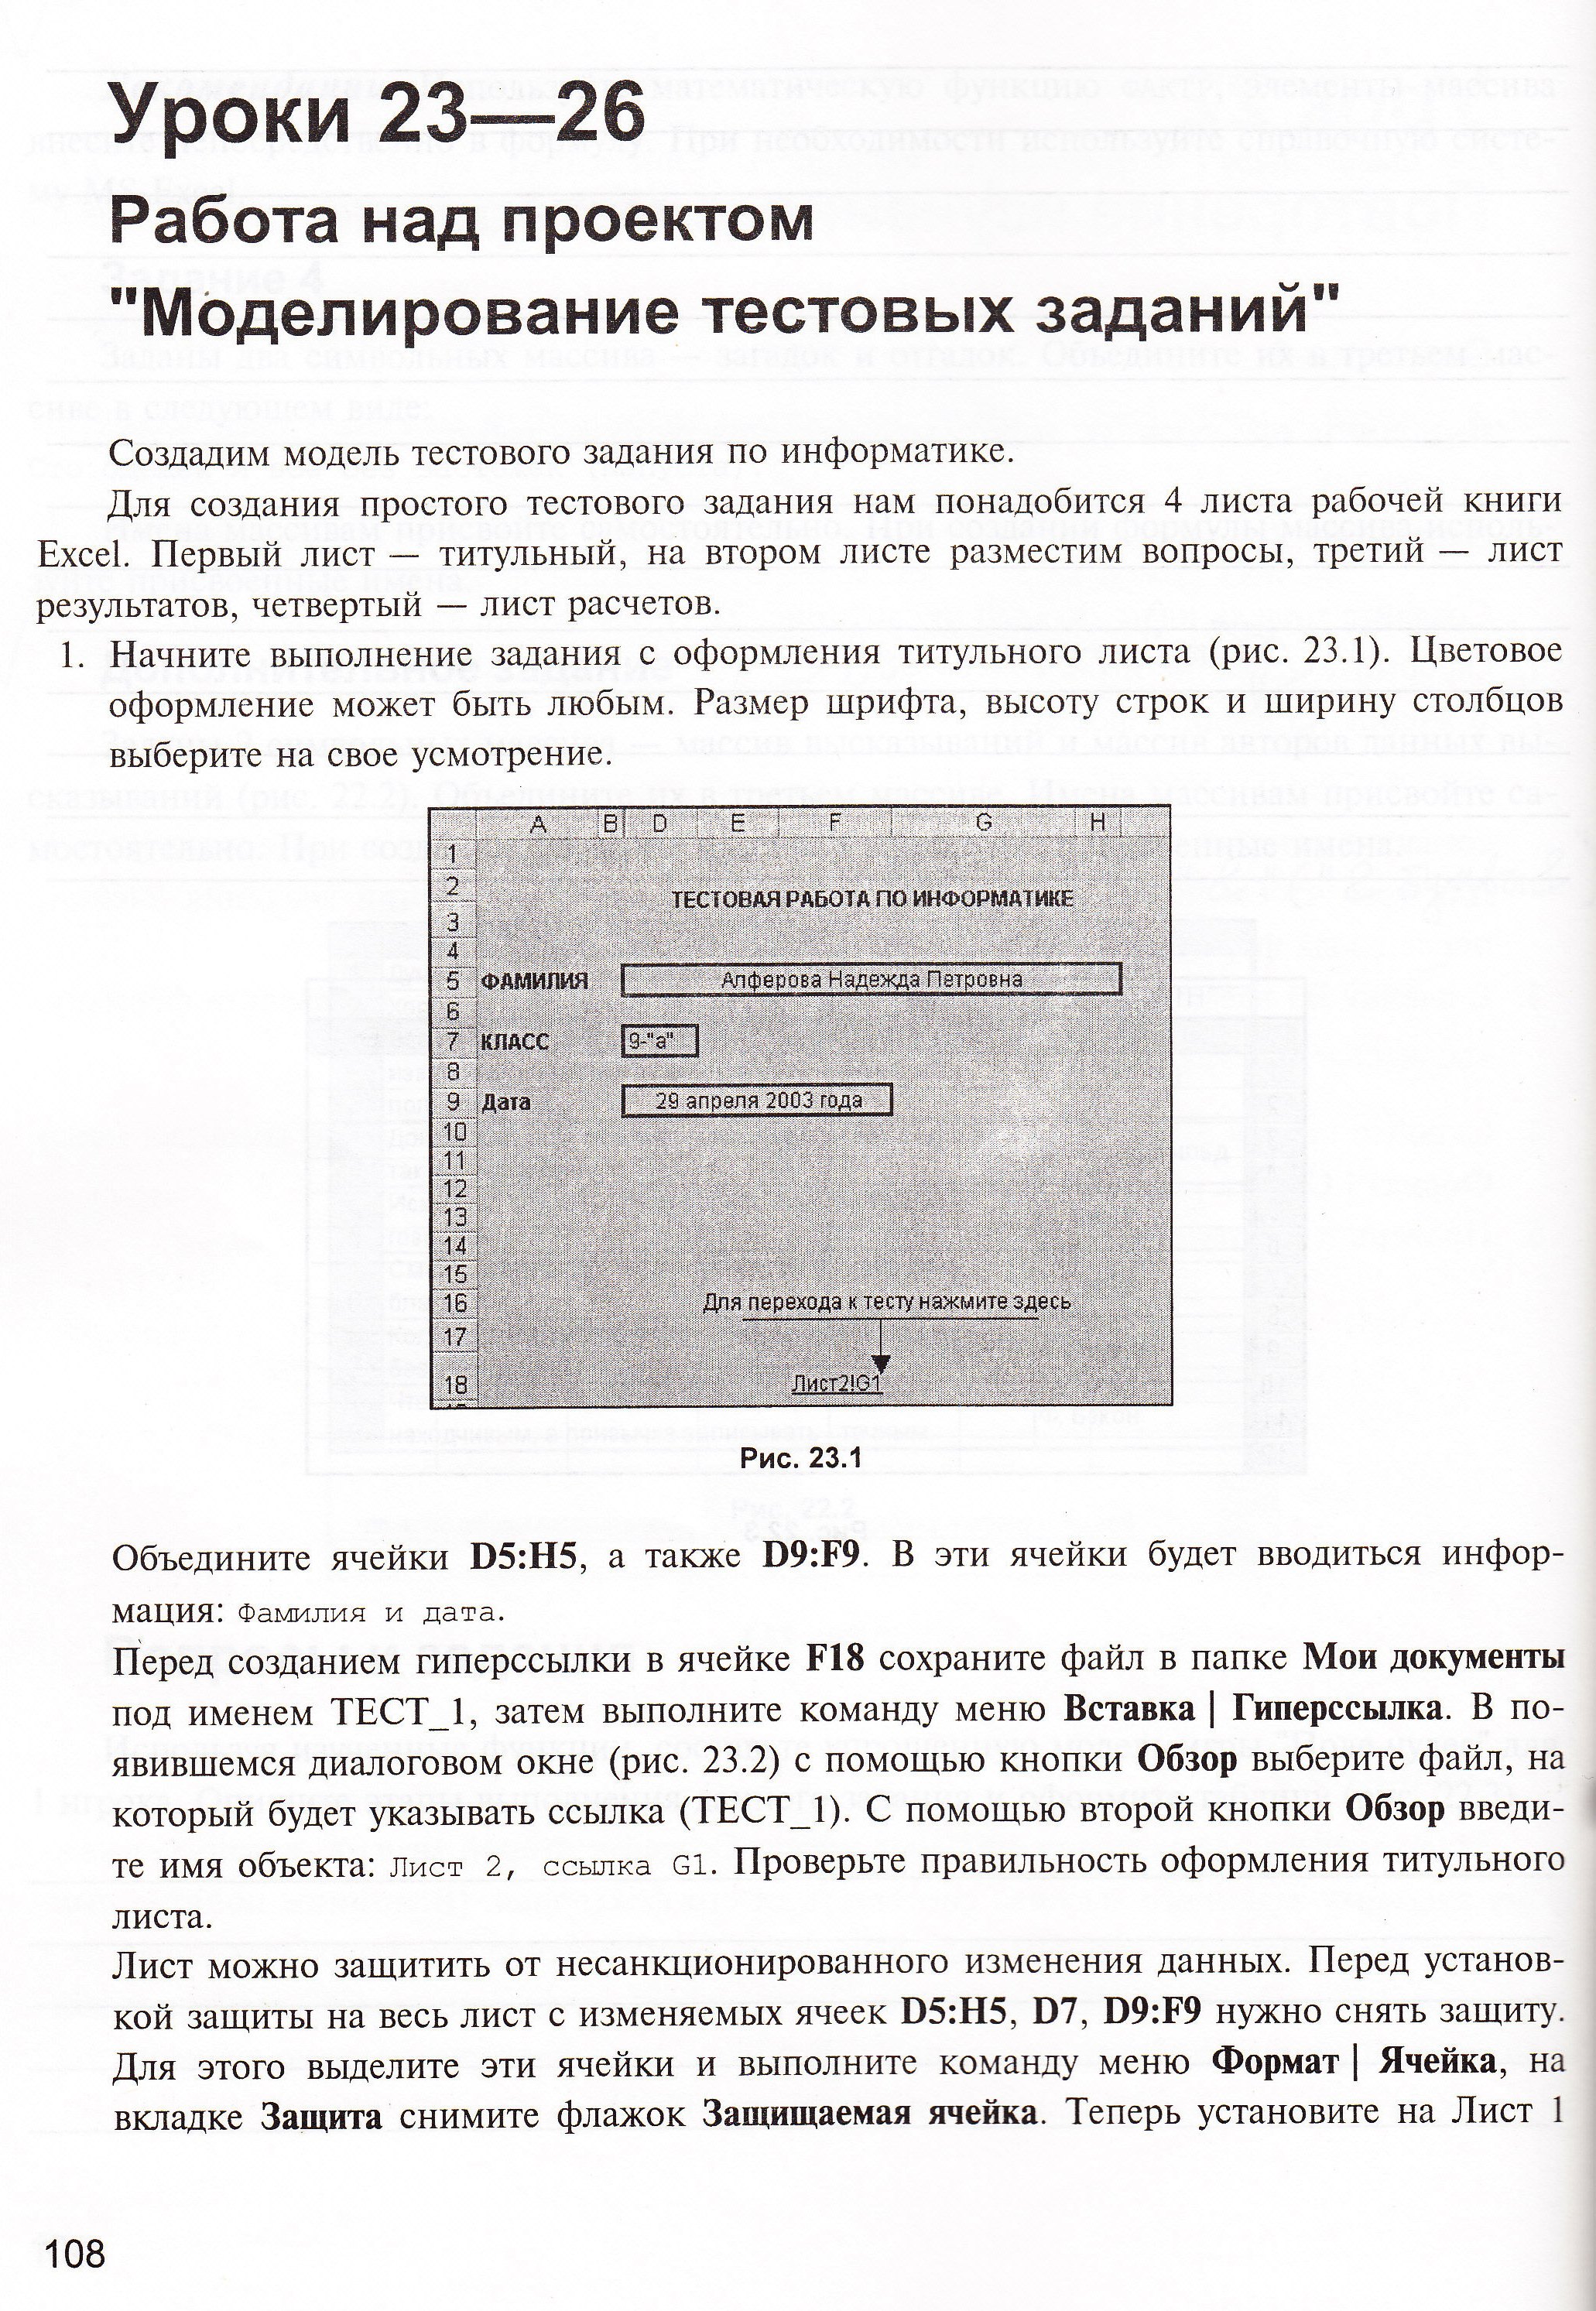 Уроки 23—26
Работа над проектом
"Моделирование тестовых заданий"
Создадим модель тестового задания по информатике.
Для создания простого тестового задания нам понадобится 4 листа рабочей книги
Excel. Первый лист — титульный, на втором листе разместим вопросы, третий — лист
результатов, четвертый — лист расчетов.
1. Начните выполнение задания с оформления титульного листа (рис. 23.1). Цветовое
оформление может быть любым. Размер шрифта, высоту строк и ширину столбцов
выберите на свое усмотрение.
A B D E F G H
1
2
ТЕСТОВАЯ РАБОТА ПО ИНФОРМАТИКЕ
3
4
5 ФАМИЛИЯ Алферова Надежда Петровна
6
7 КЛАСС 9-"а"
8
9 Дата 29 апреля 2003 года
10
11
12
13
14
15
16 Для перехода к тесту нажмите здесь
17
18 Лист2!G1
Рис. 23.1
Объедините ячейки D5:H5, а также D9:F9. В эти ячейки будет вводиться инфор-
мация: Фамилия и дата.
Перед созданием гиперссылки в ячейке F18 сохраните файл в папке Мои документы
под именем ТЕСТ_1, затем выполните команду меню Вставка | Гиперссылка. В по-
явившемся диалоговом окне (рис. 23.2) с помощью кнопки Обзор выберите файл, на
который будет указывать ссылка (ТЕСТ_1). С помощью второй кнопки Обзор введи-
те имя объекта: Лист 2, ссылка G1. Проверьте правильность оформления титульного
листа.
Лист можно защитить от несанкционированного изменения данных. Перед установ-
кой защиты на весь лист с изменяемых ячеек D5:H5, D7, D9:F9 нужно снять защиту.
Для этого выделите эти ячейки и выполните команду меню Формат | Ячейка, на
вкладке Защита снимите флажок Защищаемая ячейка. Теперь установите на Лист 1
108